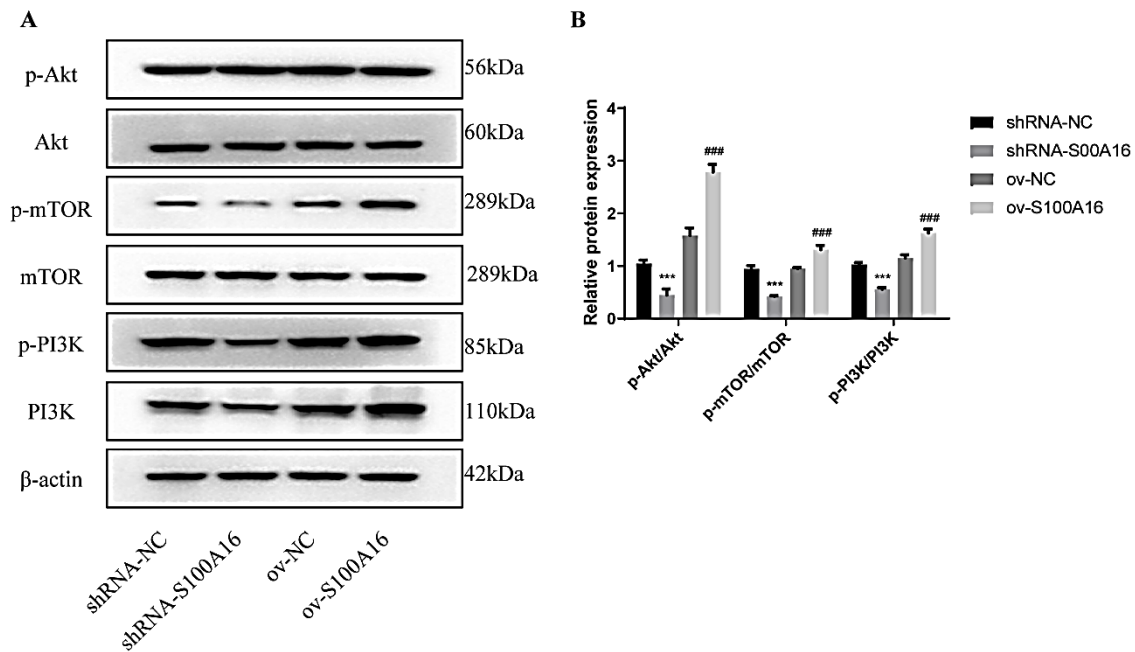 A
p-Akt
56kDa
Akt
60kDa
p-mTOR
289kDa
mTOR
289kDa
p-PI3K
85kDa
PI3K
110kDa
β-actin
42kDa
shRNA-NC
shRNA-S100A16
ov-NC
ov-S100A16
B
Relative protein expression
4
3
2
1
0
***
###
***
###
***
###
p-Akt/Akt
p-mTOR/mTOR
p-PI3K/PI3K
shRNA-NC
shRNA-S00A16
ov-NC
ov-S100A16